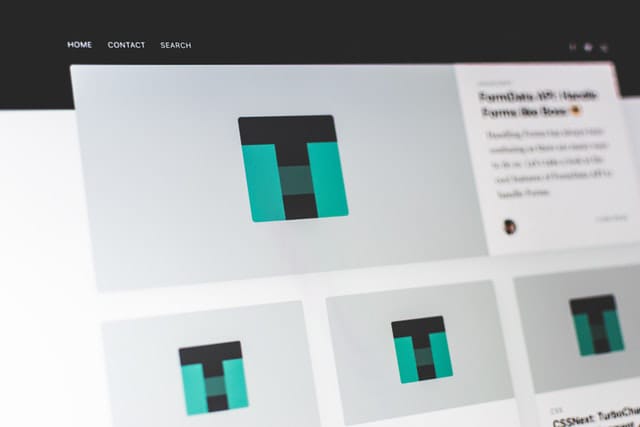 HOME CONTACT SEARCH
FormData API: Handle
Forms like Boss 😎
Handling Forms has always been
confusing as there are many ways
to do so. Let's take a look at the
cool features of FormData API to
handle Forms.
CSS
CSSNext: TurboCha